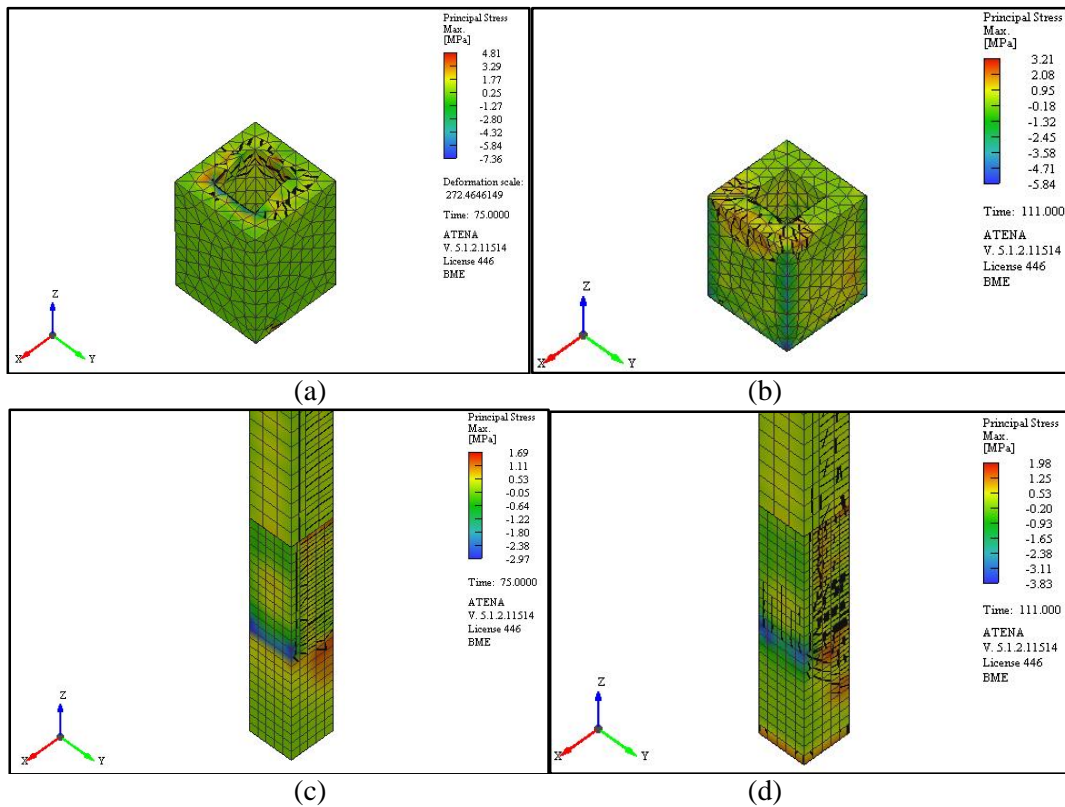 Principal Stress
Max.
[MPa]
4.81
3.29
1.77
0.25
-1.27
-2.80
-4.32
-5.84
-7.36
Deformation scale:
272.4646149
Time: 75.0000
ATENA
V. 5.1.2.11514
License 446
BME
Z
X
Y
(a)
Principal Stress
Max.
[MPa]
3.21
2.08
0.95
-0.18
-1.32
-2.45
-3.58
-4.71
-5.84
Time: 111.000
ATENA
V. 5.1.2.11514
License 446
BME
Z
X
Y
(b)
Principal Stress
Max.
[MPa]
1.69
1.11
0.53
-0.05
-0.64
-1.22
-1.80
-2.38
-2.97
Time: 75.0000
ATENA
V. 5.1.2.11514
License 446
BME
Z
X
Y
(c)
Principal Stress
Max.
[MPa]
1.98
1.25
0.53
-0.20
-0.93
-1.65
-2.38
-3.11
-3.83
Time: 111.000
ATENA
V. 5.1.2.11514
License 446
BME
Z
X
Y
(d)